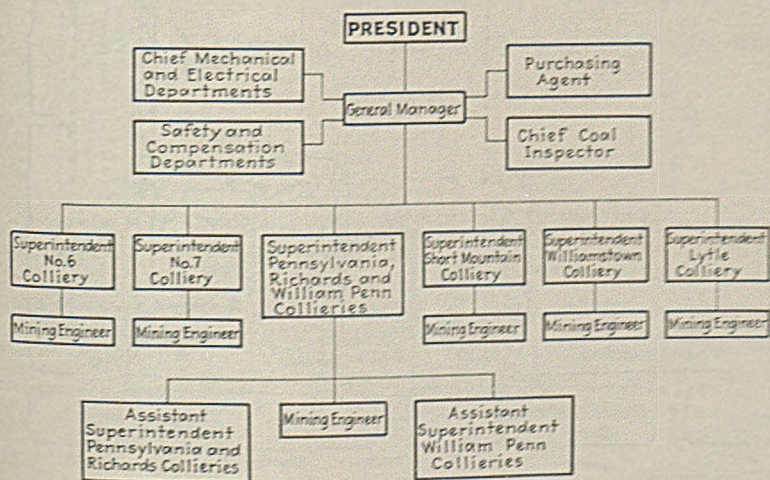 PRESIDENT
Chief Mechanical
and Electrical
Departments
Purchasing
Agent
General Manager
Safety and
Compensation
Departments
Chief Coal
Inspector
Superintendent
No.6
Colliery
Superintendent
No.7
Colliery
Superintendent
Pennsylvania,
Richards and
William Penn
Collieries
Superintendent
Short Mountain
Colliery
Superintendent
Williamstown
Colliery
Superintendent
Lytle
Colliery
Mining Engineer
Mining Engineer
Mining Engineer
Mining Engineer
Mining Engineer
Assistant
Superintendent
Pennsylvania and
Richards Collieries
Mining Engineer
Assistant
Superintendent
William Penn
Collieries